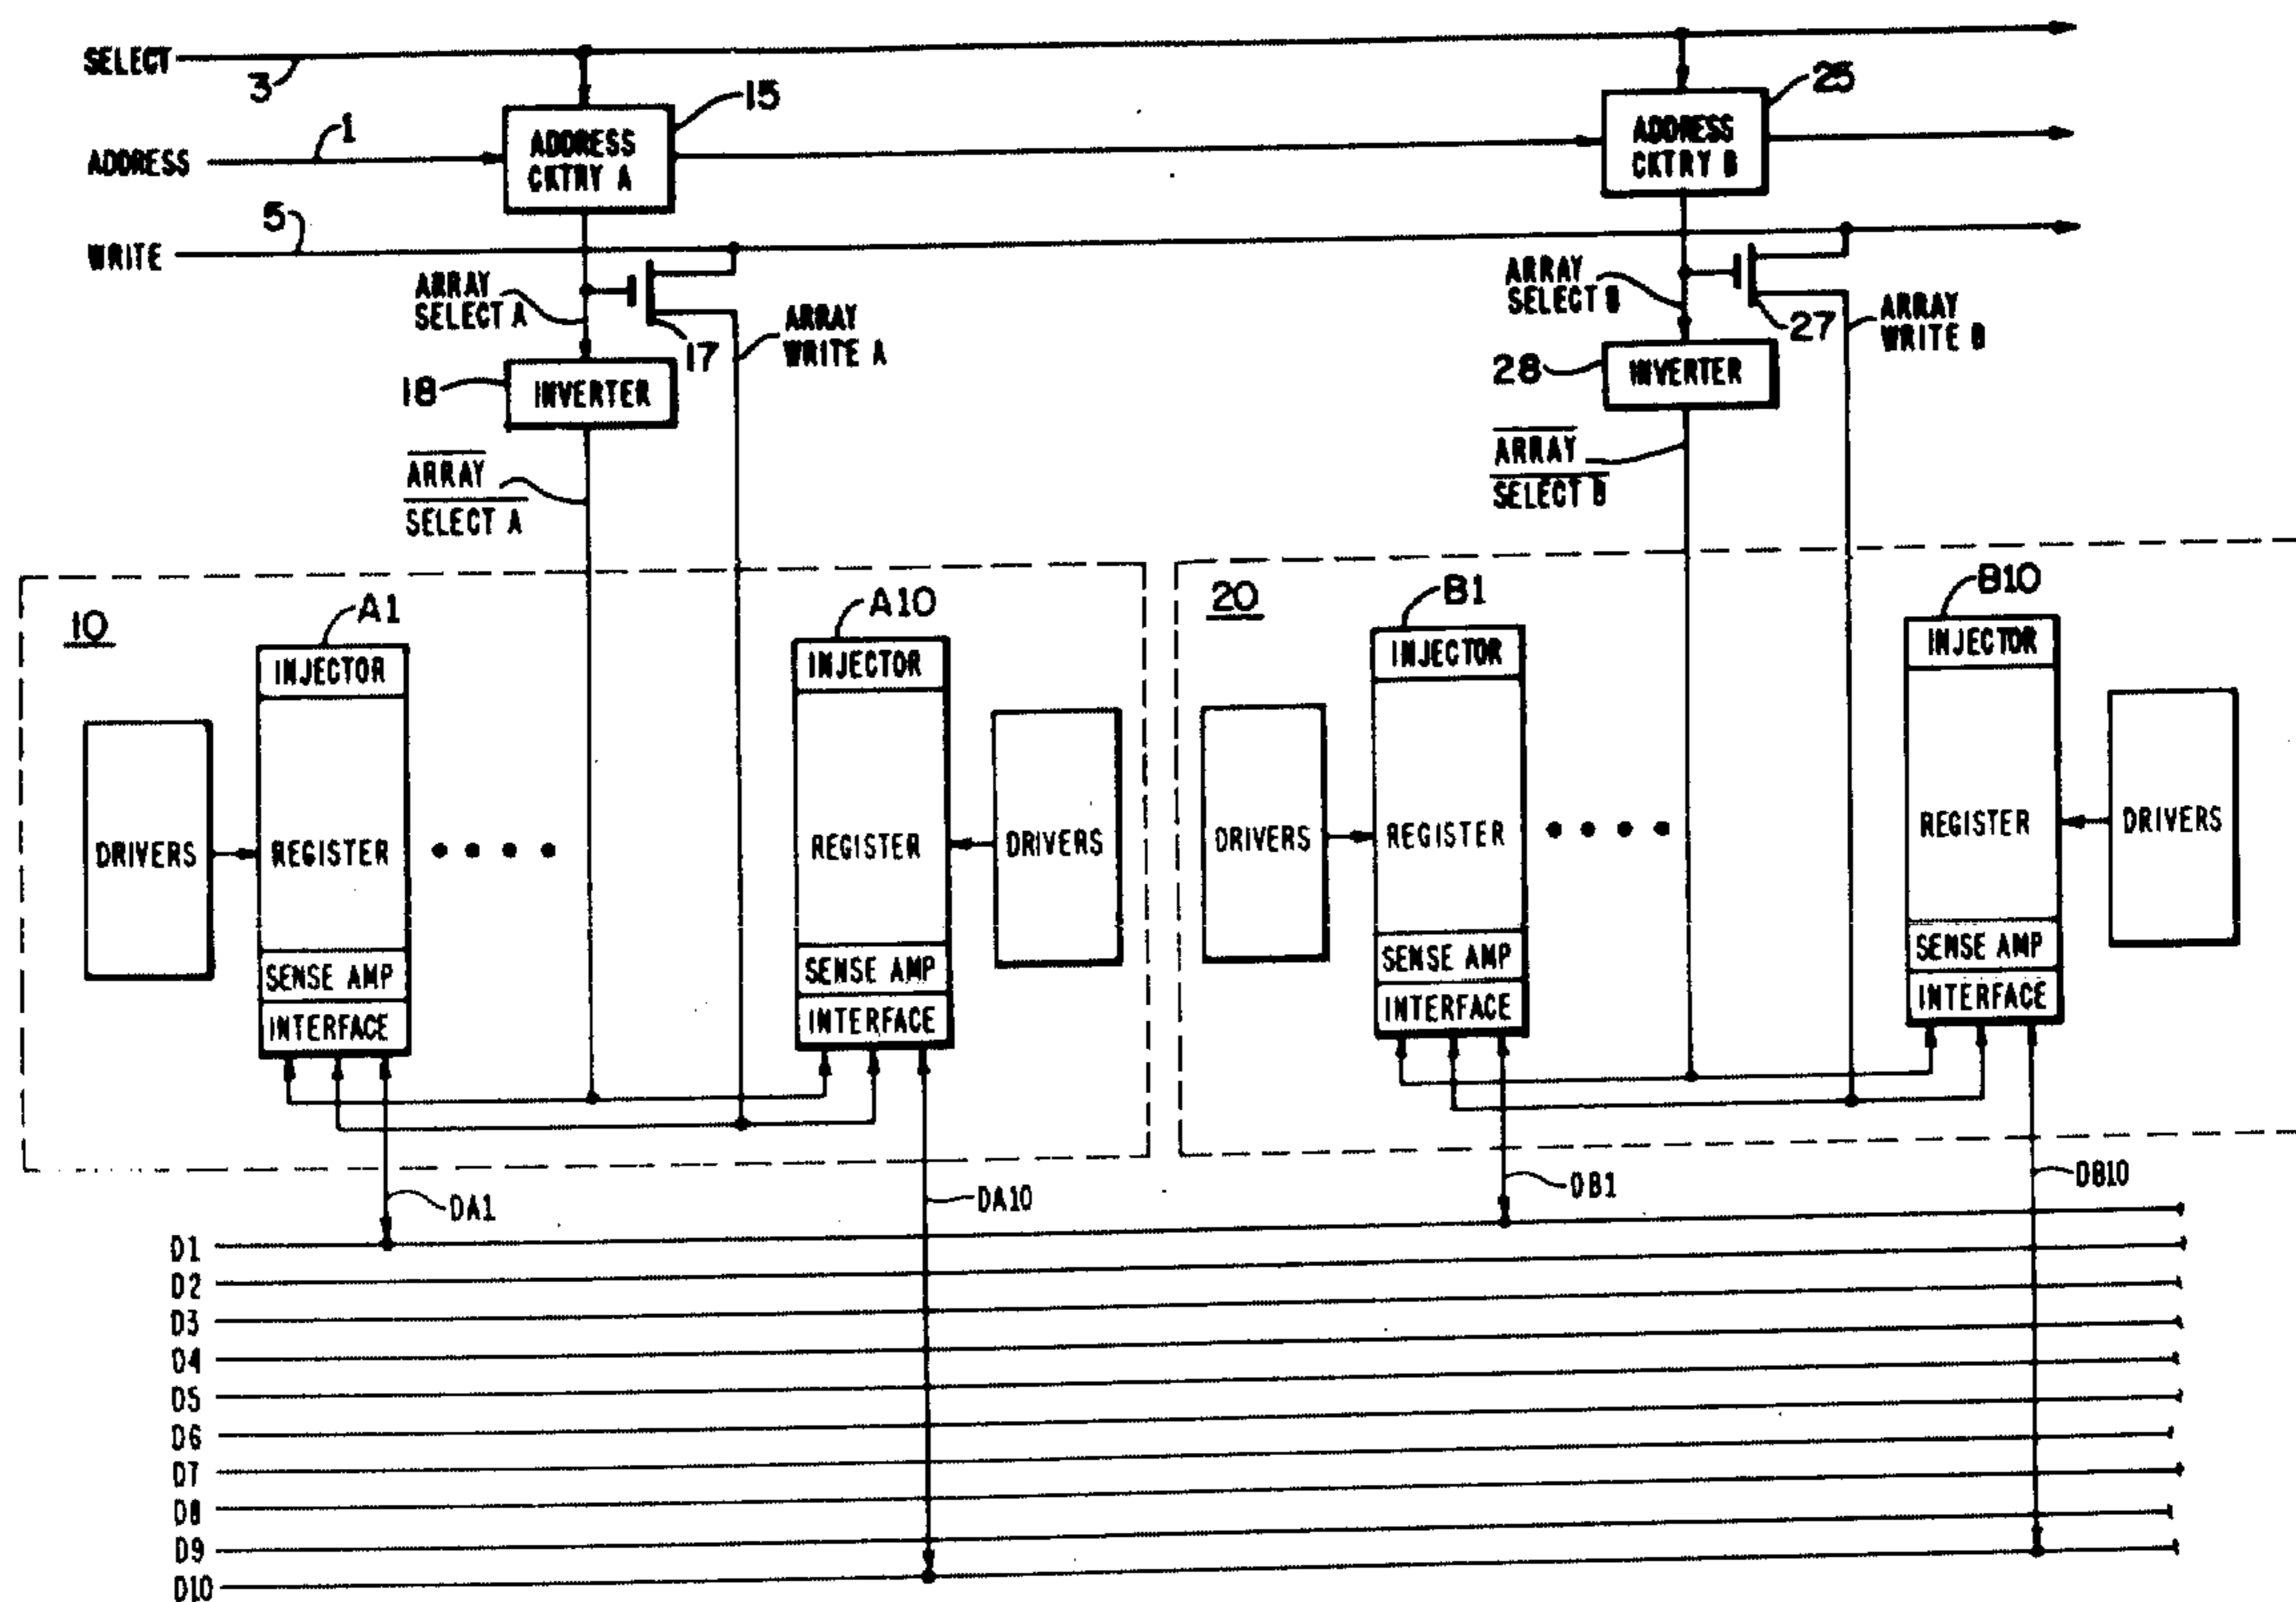 SELECT
3
15
25
ADDRESS
1
ADDRESS
CKTRY A
ADDRESS
CKTRY B
WRITE
5
ARRAY
SELECT A
17
ARRAY
WRITE A
ARRAY
SELECT B
27
ARRAY
WRITE B
18
INVERTER
28
INVERTER
ARRAY
SELECT A
ARRAY
SELECT B
10
A1
A10
20
B1
B10
INJECTOR
INJECTOR
INJECTOR
INJECTOR
DRIVERS
REGISTER
REGISTER
DRIVERS
DRIVERS
REGISTER
REGISTER
DRIVERS
SENSE AMP
SENSE AMP
SENSE AMP
SENSE AMP
INTERFACE
INTERFACE
INTERFACE
INTERFACE
DA1
DA10
DB1
DB10
D1
D2
D3
D4
D5
D6
D7
D8
D9
D10